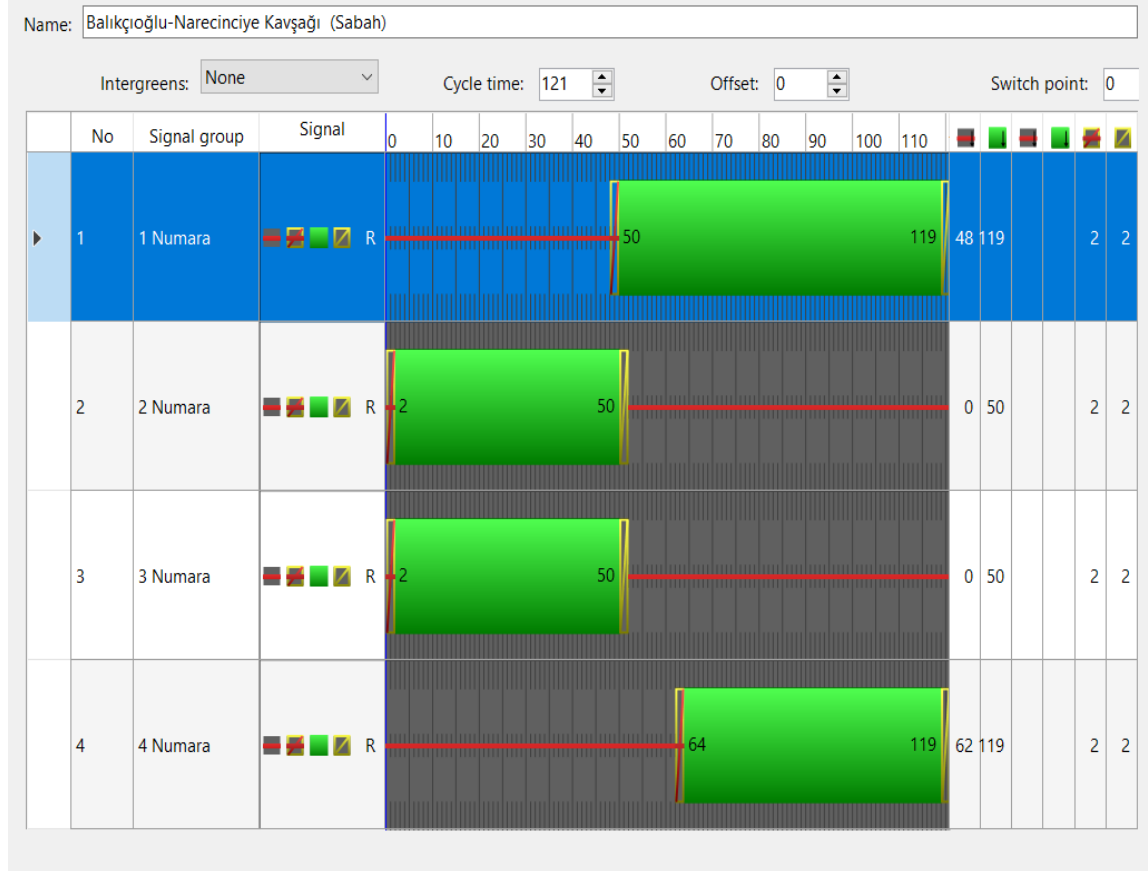 Name: Balıkçıoğlu-Narecinciye Kavşağı (Sabah)
Intergreens: None Cycle time: 121 Offset: 0 Switch point: 0
No Signal group Signal 0 10 20 30 40 50 60 70 80 90 100 110
1 1 Numara R 50 119 48 119 2 2
2 2 Numara R 2 50 0 50 2 2
3 3 Numara R 2 50 0 50 2 2
4 4 Numara R 64 119 62 119 2 2